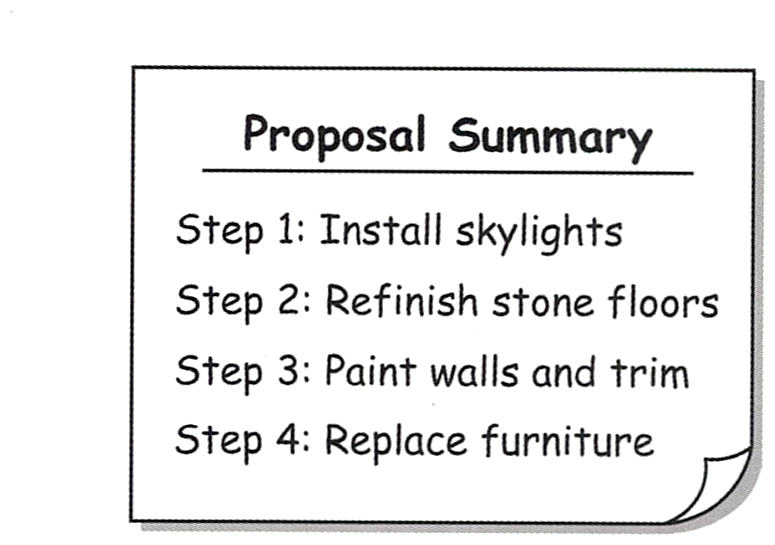 Proposal Summary
Step 1: Install skylights
Step 2: Refinish stone floors
Step 3: Paint walls and trim
Step 4: Replace furniture